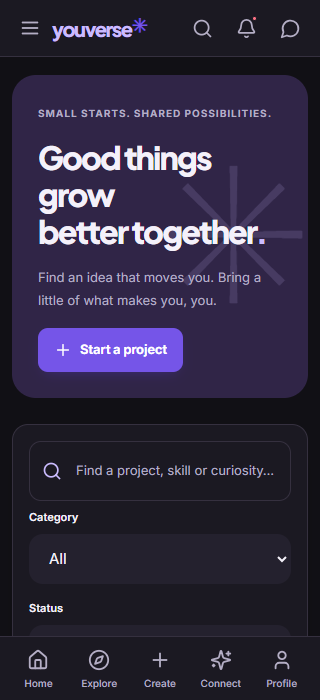 youverse
SMALL STARTS. SHARED POSSIBILITIES.
Good things
grow
better together.
Find an idea that moves you. Bring a
little of what makes you, you.
Start a project
Find a project, skill or curiosity...
Category
All
Status
Home Explore Create Connect Profile